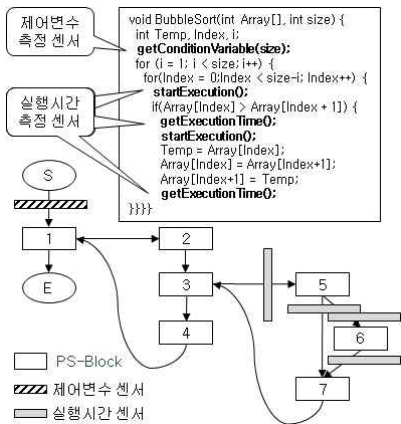 제어변수
측정 센서
실행시간
측정 센서
void BubbleSort(int Array[], int size) {
int Temp, Index, i;
getConditionVariable(size);
for (i = 1; i < size; i++) {
for(Index = 0;Index < size-i; Index++) {
startExecution();
if(Array[Index] > Array[Index + 1]) {
getExecutionTime();
startExecution();
Temp = Array[Index];
Array[Index] = Array[Index+1];
Array[Index+1] = Temp;
getExecutionTime();
}}}}
S
1
2
E
3
5
4
6
7
PS-Block
제어변수 센서
실행시간 센서